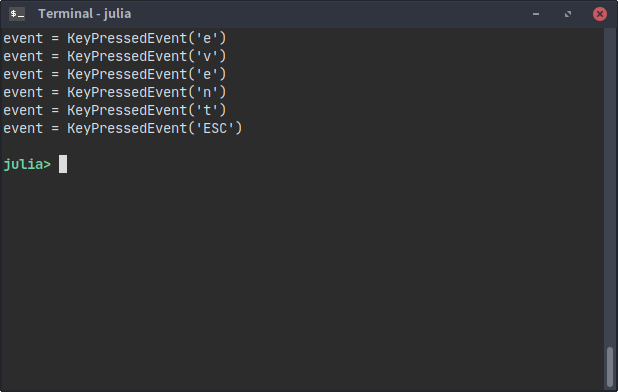 Terminal - julia
event = KeyPressedEvent('e')
event = KeyPressedEvent('v')
event = KeyPressedEvent('e')
event = KeyPressedEvent('n')
event = KeyPressedEvent('t')
event = KeyPressedEvent('ESC')
julia>